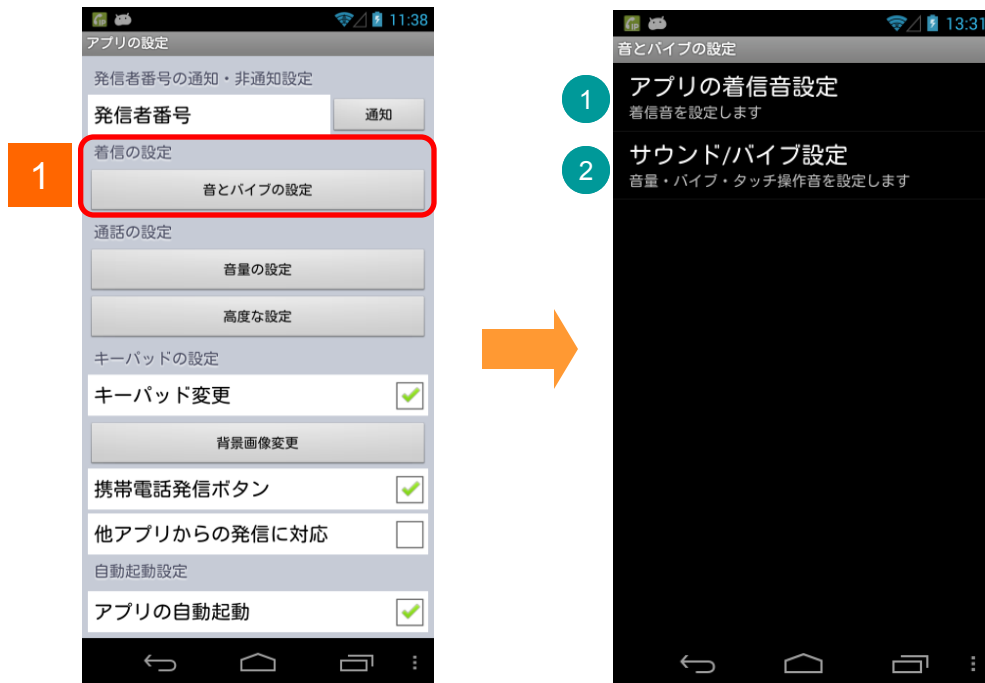 11:38
アプリの設定
発信者番号の通知・非通知設定
発信者番号
通知
1
着信の設定
音とバイブの設定
通話の設定
音量の設定
高度な設定
キーパッドの設定
キーパッド変更
背景画像変更
携帯電話発信ボタン
他アプリからの発信に対応
自動起動設定
アプリの自動起動
13:31
音とバイブの設定
1
アプリの着信音設定
着信音を設定します
2
サウンド/バイブ設定
音量・バイブ・タッチ操作音を設定します